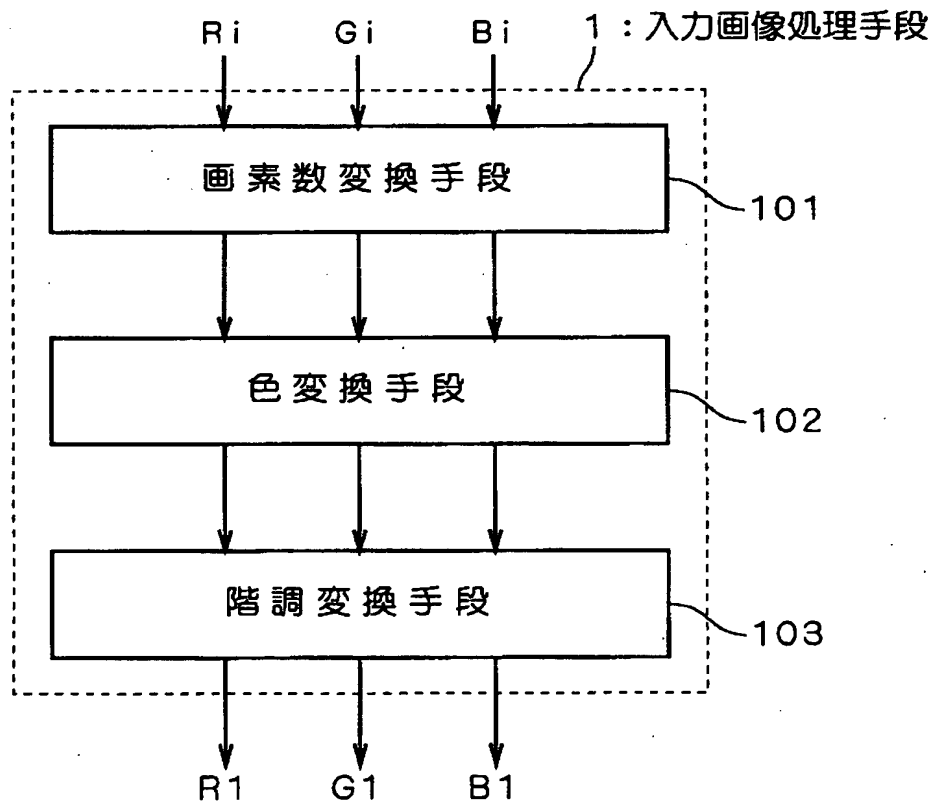 1：入力画像処理手段
Ri Gi Bi
画素数変換手段
101
色変換手段
102
階調変換手段
103
R1 G1 B1